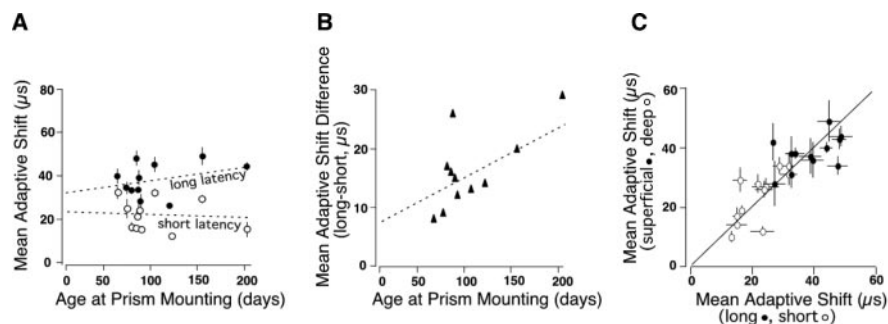 A
Mean Adaptive Shift (µs)
80
60
40
20
0
long latency
short latency
0 50 100 150 200
Age at Prism Mounting (days)
B
Mean Adaptive Shift Difference
(long-short, µs)
30
20
10
0
0 50 100 150 200
Age at Prism Mounting (days)
C
Mean Adaptive Shift (µs)
(superficial ●, deep ○)
60
40
20
0
0 20 40 60
Mean Adaptive Shift (µs)
(long ●, short ○)